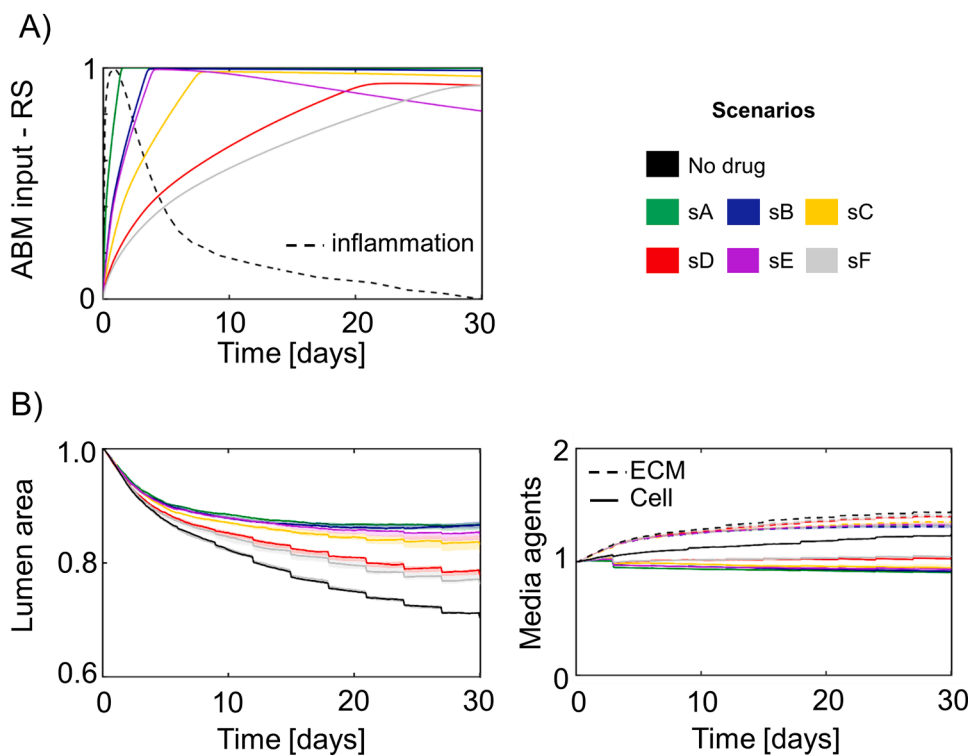 A)
ABM input - RS
1
0
inflammation
0
10
20
30
Time [days]
Scenarios
No drug
sA
sB
sC
sD
sE
sF
B)
Lumen area
1.0
0.8
0.6
0
10
20
30
Time [days]
Media agents
2
1
0
ECM
Cell
0
10
20
30
Time [days]